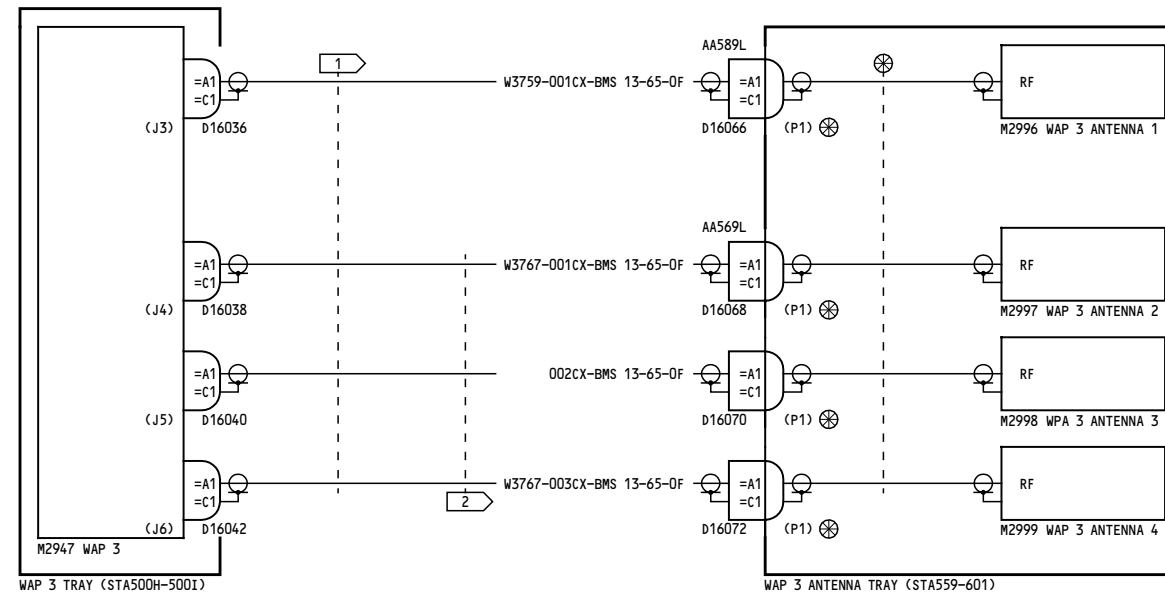 AA589L
1
=A1 W3759-001CX-BMS 13-65-OF =A1 RF
=C1 =C1
(J3) D16036 D16066 (P1) M2996 WAP 3 ANTENNA 1
AA569L
=A1 W3767-001CX-BMS 13-65-OF =A1 RF
=C1 =C1
(J4) D16038 D16068 (P1) M2997 WAP 3 ANTENNA 2
=A1 002CX-BMS 13-65-OF =A1 RF
=C1 =C1
(J5) D16040 D16070 (P1) M2998 WPA 3 ANTENNA 3
=A1 W3767-003CX-BMS 13-65-OF =A1 RF
=C1 2 =C1
(J6) D16042 D16072 (P1) M2999 WAP 3 ANTENNA 4
M2947 WAP 3
WAP 3 TRAY (STA500H-500I) WAP 3 ANTENNA TRAY (STA559-601)